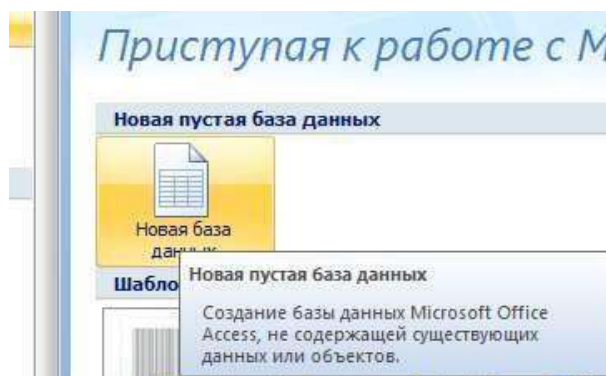 Приступая к работе с M
Новая пустая база данных
Новая база
данных
Шабло
Новая пустая база данных
Создание базы данных Microsoft Office
Access, не содержащей существующих
данных или объектов.